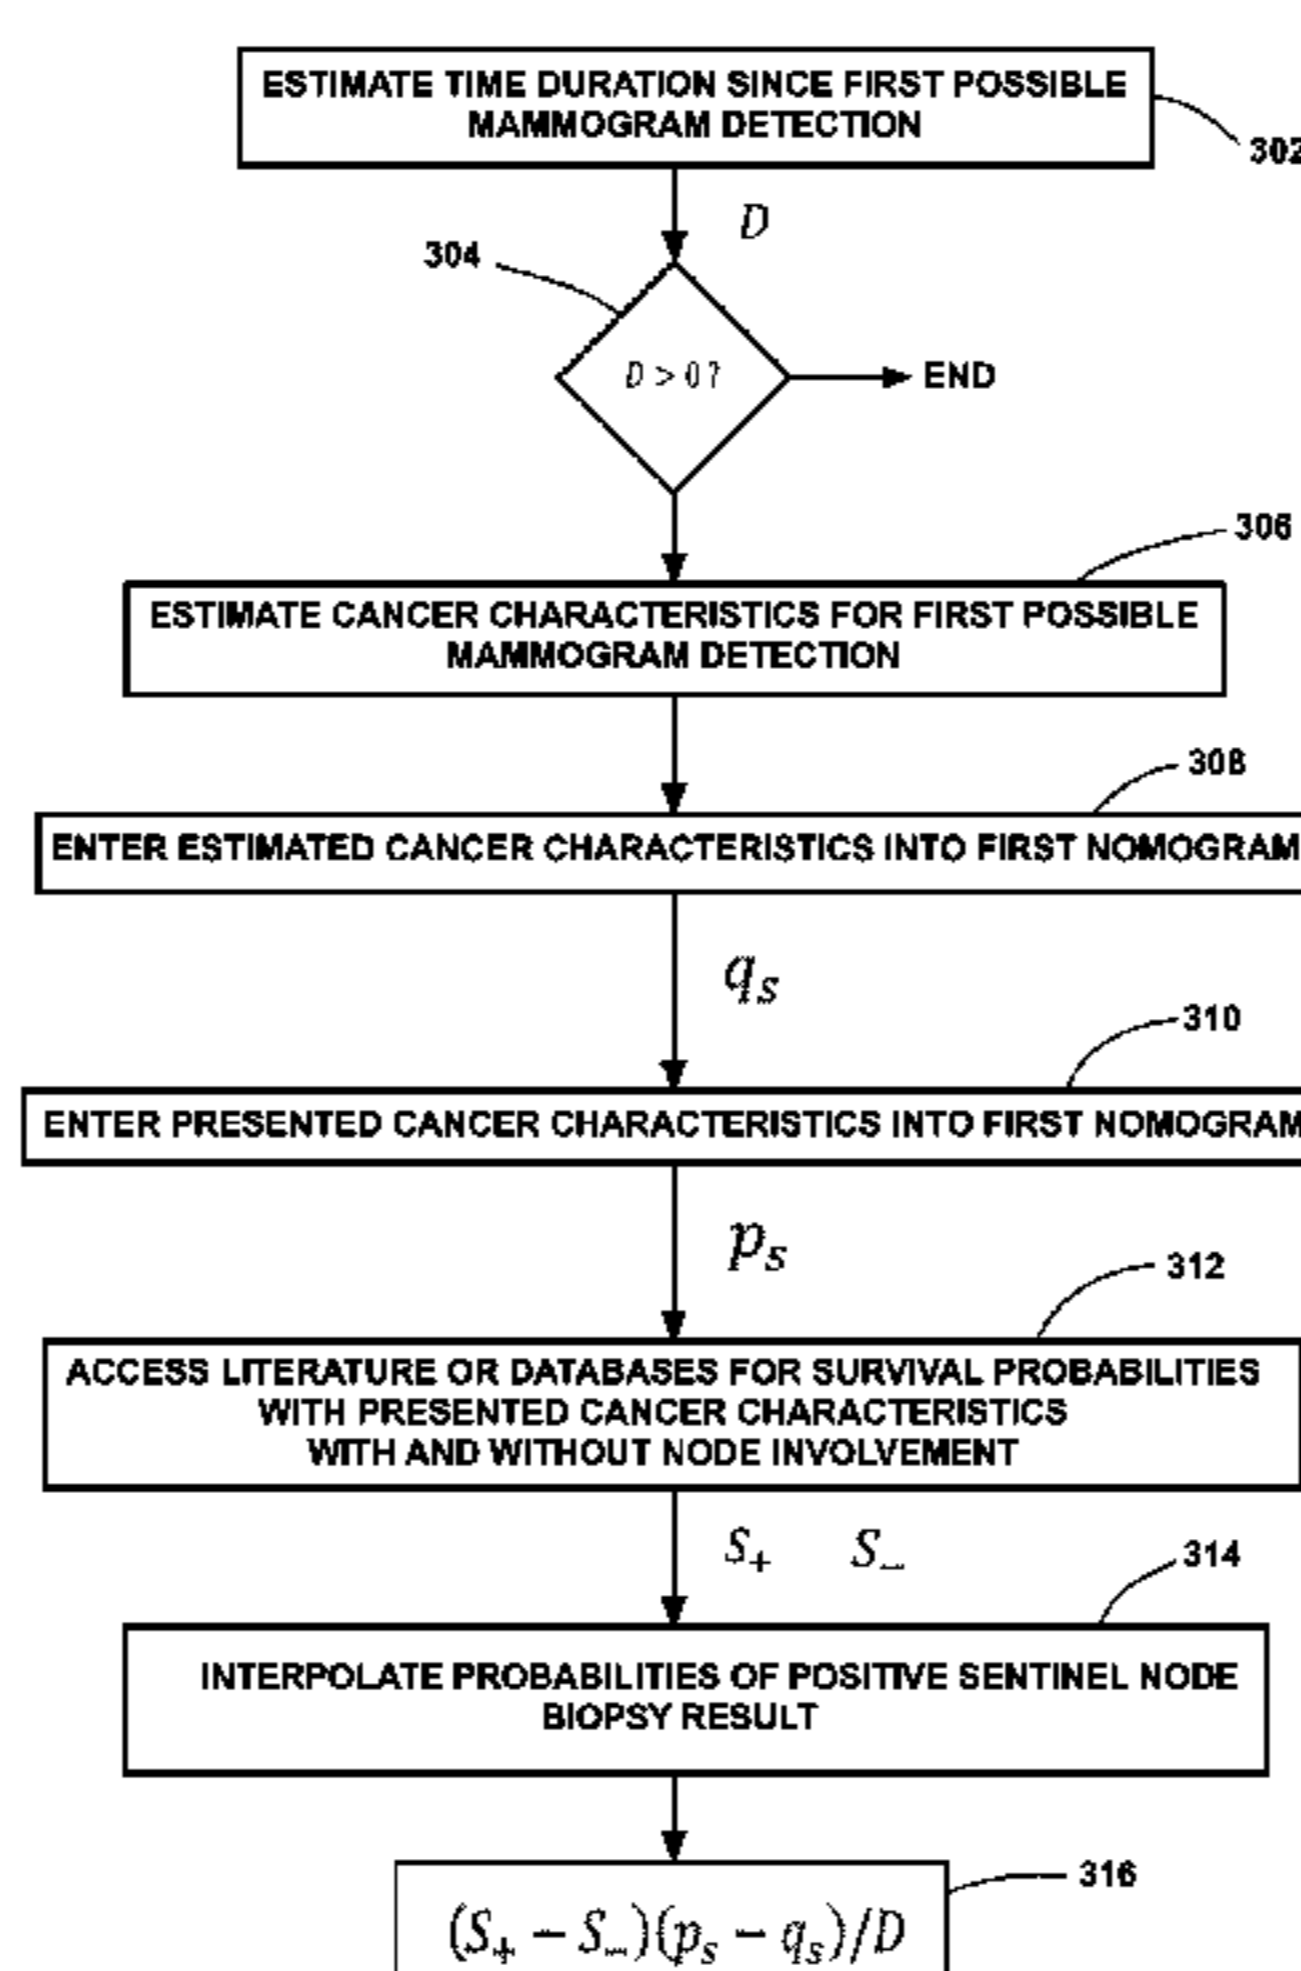 ESTIMATE TIME DURATION SINCE FIRST POSSIBLE
MAMMOGRAM DETECTION
302
D
304
D > 0 ?
END
306
ESTIMATE CANCER CHARACTERISTICS FOR FIRST POSSIBLE
MAMMOGRAM DETECTION
308
ENTER ESTIMATED CANCER CHARACTERISTICS INTO FIRST NOMOGRAM
q_s
310
ENTER PRESENTED CANCER CHARACTERISTICS INTO FIRST NOMOGRAM
p_s
312
ACCESS LITERATURE OR DATABASES FOR SURVIVAL PROBABILITIES
WITH PRESENTED CANCER CHARACTERISTICS
WITH AND WITHOUT NODE INVOLVEMENT
S_+ S_−
314
INTERPOLATE PROBABILITIES OF POSITIVE SENTINEL NODE
BIOPSY RESULT
316
(S_+ − S_−)(p_s − q_s)/D